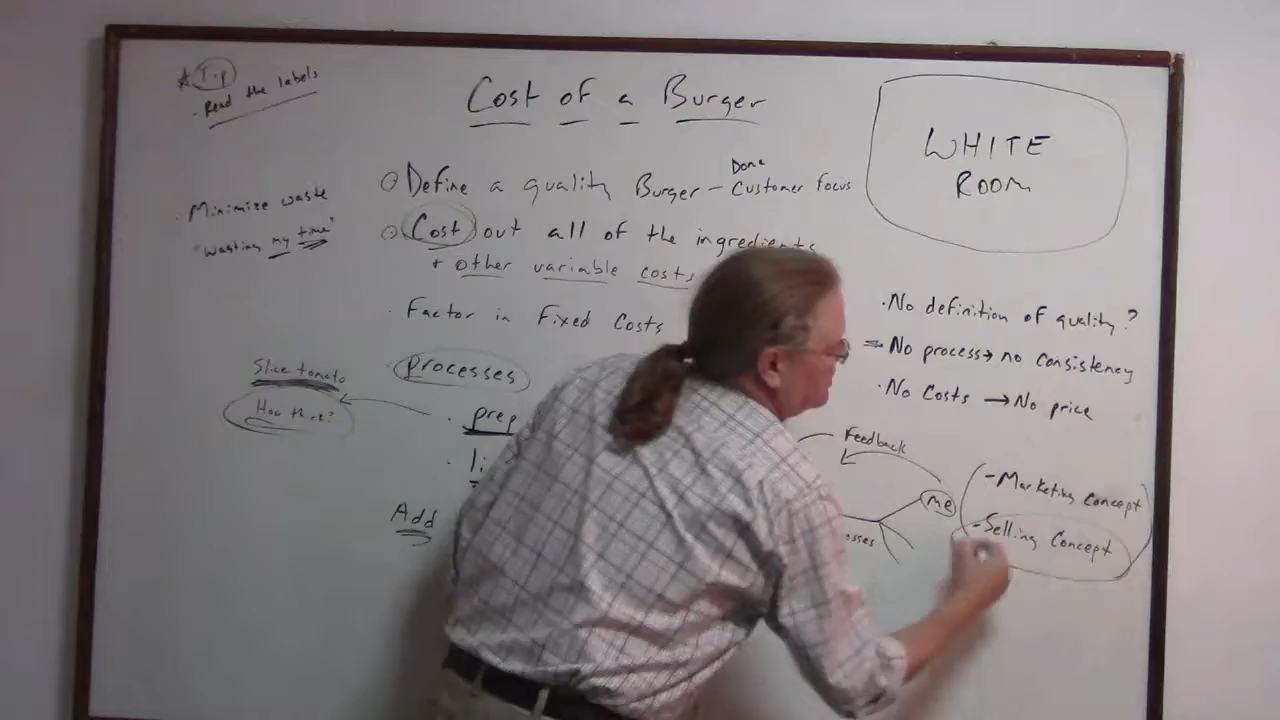 * Tip
- Read the labels
Cost of a Burger
WHITE
ROOM
Define a quality Burger - Customer Focus
Done
· Minimize waste
"Wasting my time"
Cost out all of the ingredients
+ other variable costs
· Factor in Fixed Costs
· No definition of quality?
= No process → no consistency
· No Costs → No price
Slice tomato
How thick?
· processes
· prep
· li
Add
Feedback
me
osses
- Marketing Concept
- Selling Concept